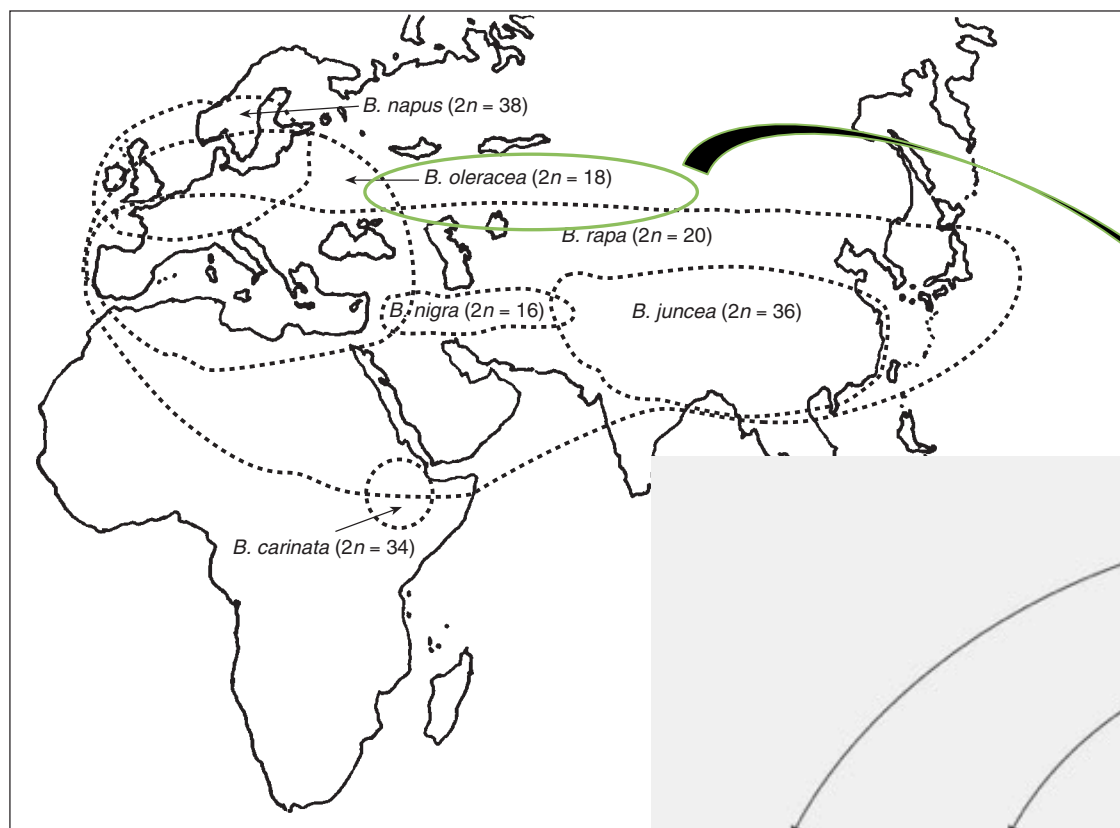 B. napus (2n = 38)
B. oleracea (2n = 18)
B. rapa (2n = 20)
B. nigra (2n = 16)
B. juncea (2n = 36)
B. carinata (2n = 34)